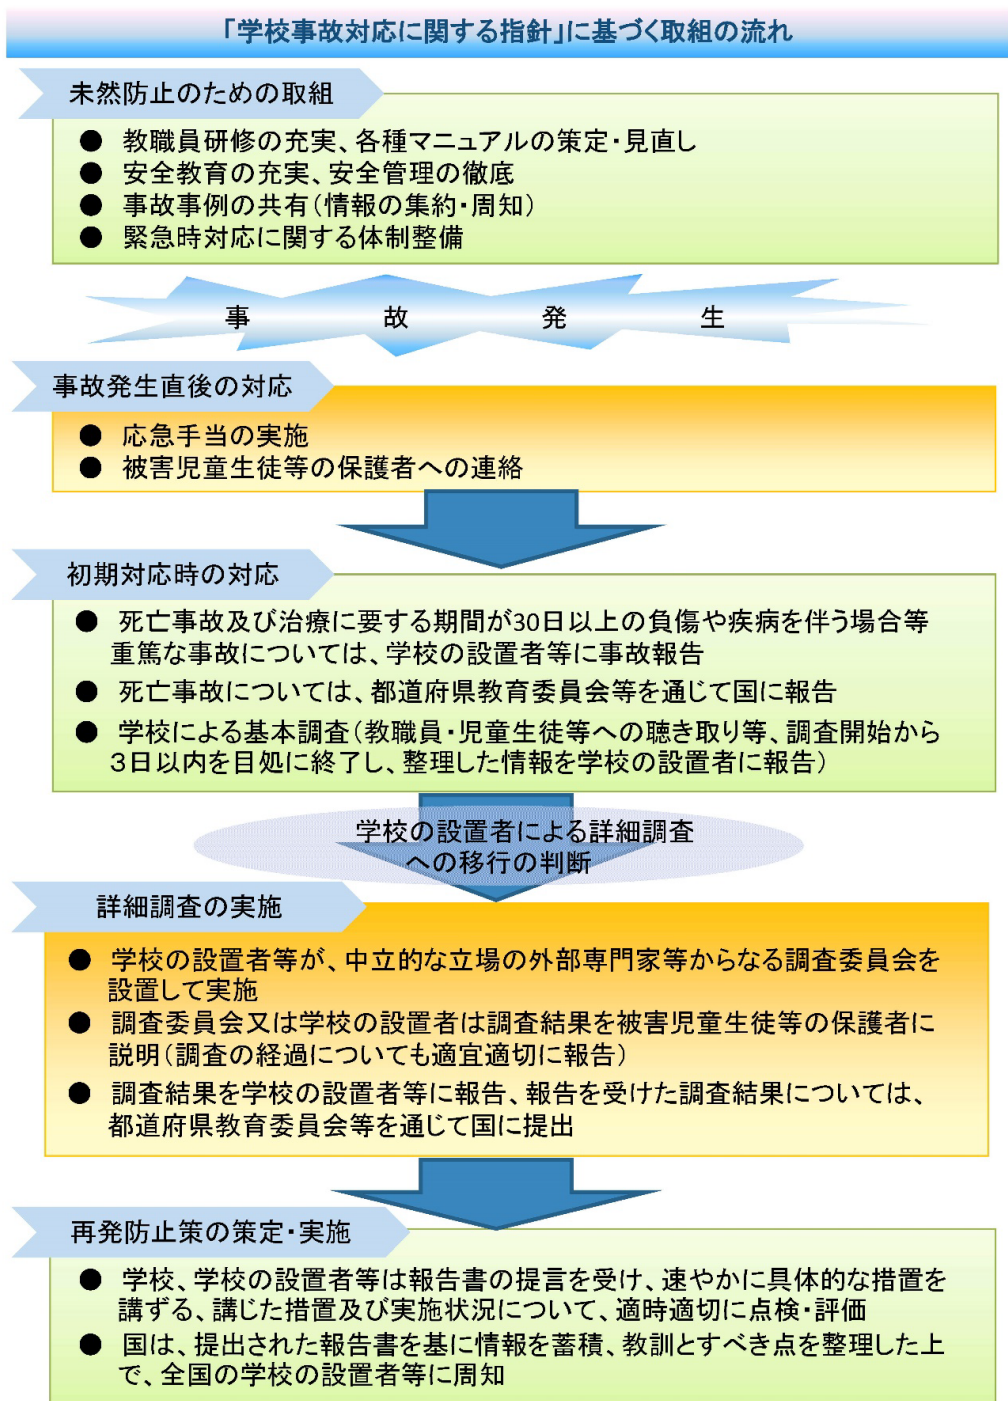 「学校事故対応に関する指針」に基づく取組の流れ
未然防止のための取組
● 教職員研修の充実、各種マニュアルの策定・見直し
● 安全教育の充実、安全管理の徹底
● 事故事例の共有(情報の集約・周知)
● 緊急時対応に関する体制整備
事 故 発 生
事故発生直後の対応
● 応急手当の実施
● 被害児童生徒等の保護者への連絡
初期対応時の対応
● 死亡事故及び治療に要する期間が30日以上の負傷や疾病を伴う場合等
重篤な事故については、学校の設置者等に事故報告
● 死亡事故については、都道府県教育委員会等を通じて国に報告
● 学校による基本調査(教職員・児童生徒等への聴き取り等、調査開始から
3日以内を目処に終了し、整理した情報を学校の設置者に報告)
学校の設置者による詳細調査
への移行の判断
詳細調査の実施
● 学校の設置者等が、中立的な立場の外部専門家等からなる調査委員会を
設置して実施
● 調査委員会又は学校の設置者は調査結果を被害児童生徒等の保護者に
説明(調査の経過についても適宜適切に報告)
● 調査結果を学校の設置者等に報告、報告を受けた調査結果については、
都道府県教育委員会等を通じて国に提出
再発防止策の策定・実施
● 学校、学校の設置者等は報告書の提言を受け、速やかに具体的な措置を
講ずる、講じた措置及び実施状況について、適時適切に点検・評価
● 国は、提出された報告書を基に情報を蓄積、教訓とすべき点を整理した上
で、全国の学校の設置者等に周知